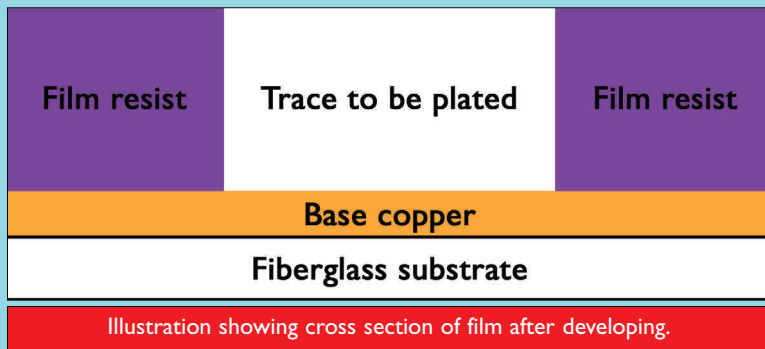 Film resist
Trace to be plated
Film resist
Base copper
Fiberglass substrate
Illustration showing cross section of film after developing.